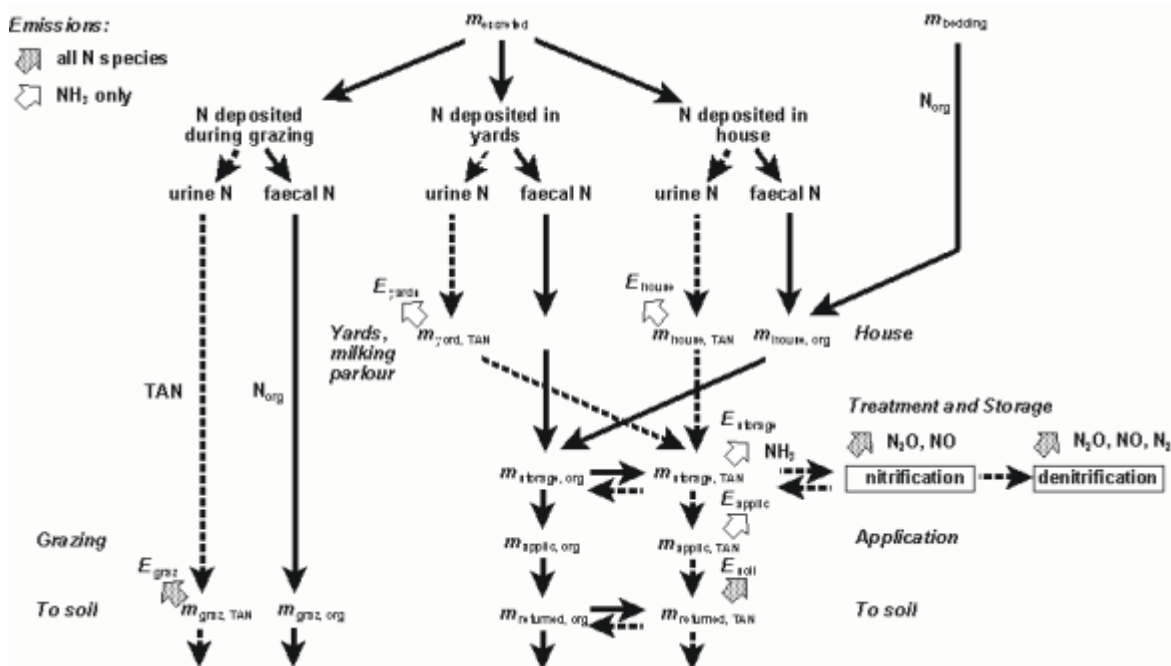 Emissions:
all N species
NH3 only
m excreted
m bedding
N org
N deposited
during grazing
N deposited in
yards
N deposited in
house
urine N
faecal N
urine N
faecal N
urine N
faecal N
E yards
E house
Yards,
milking
parlour
m yard, TAN
m house, TAN
m house, org
House
TAN
Norg
E storage
NH3
Treatment and Storage
N2O, NO
N2O, NO, N2
m storage, org
m storage, TAN
nitrification
denitrification
E applic
Grazing
m applic, org
m applic, TAN
Application
E graz
E soil
To soil
m graz, TAN
m graz, org
m returned, org
m returned, TAN
To soil